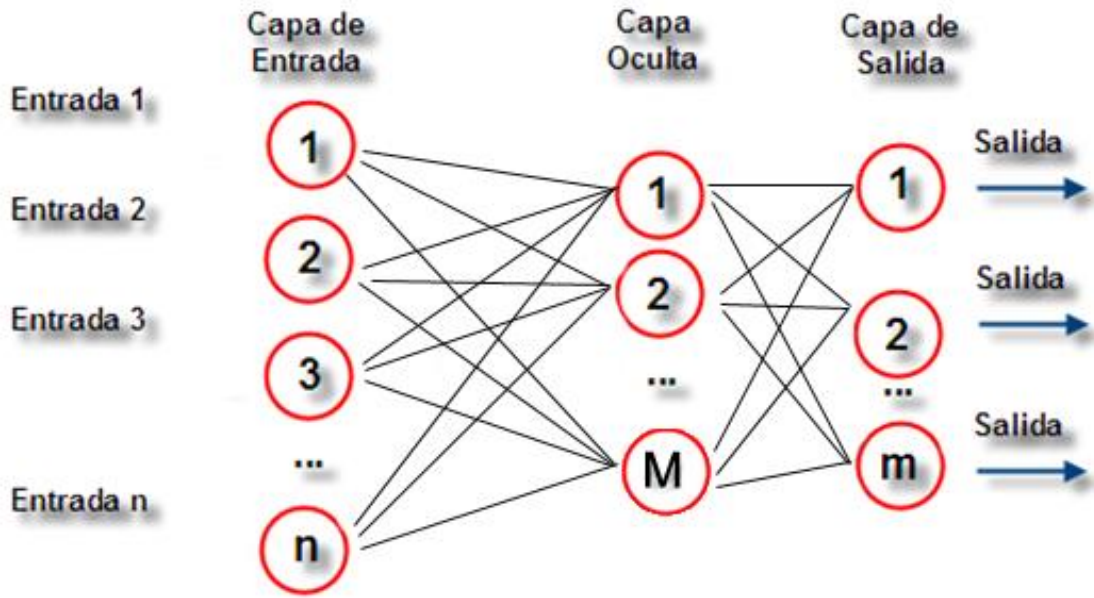 Capa de
Entrada
Capa
Oculta
Capa de
Salida
Entrada 1
Entrada 2
Entrada 3
Entrada n
1
2
3
...
n
1
2
...
M
1
2
...
m
Salida
Salida
Salida